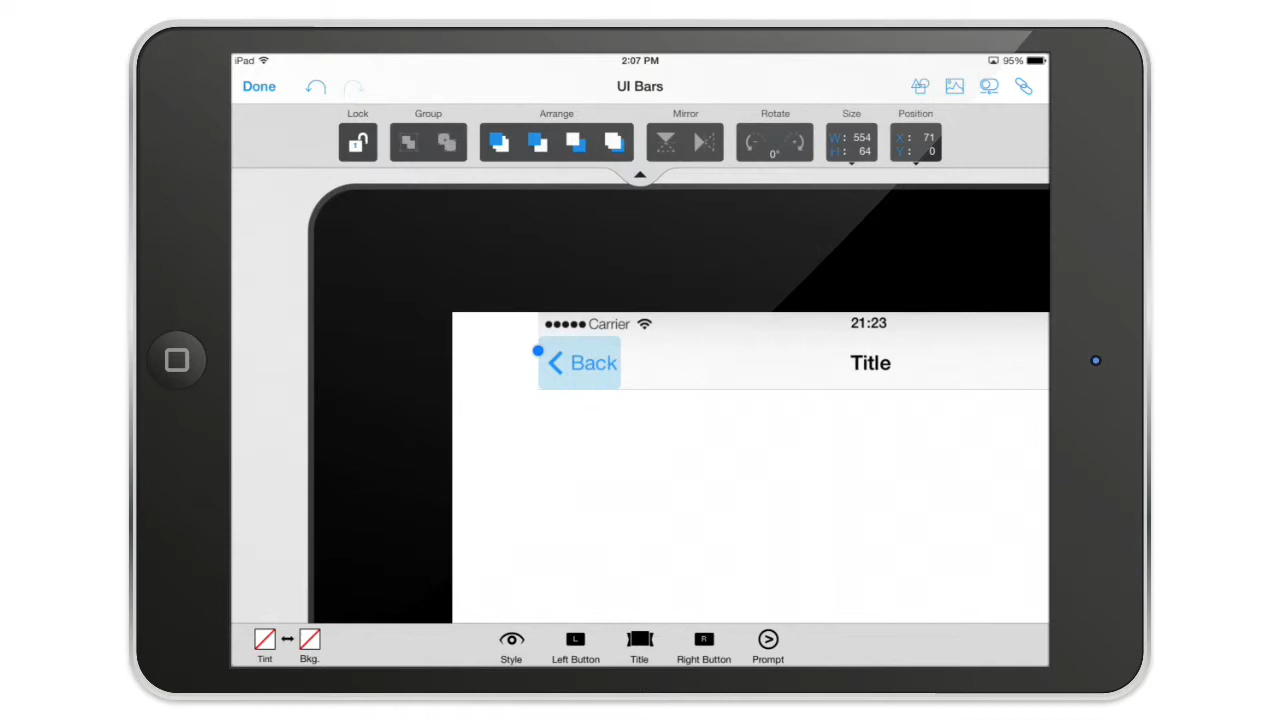 iPad 2:07 PM 95%
Done UI Bars
Lock Group Arrange Mirror Rotate Size Position
W: 554 X: 71
0° H: 64 Y: 0
Carrier 21:23
Back Title
L R
Tint Bkg. Style Left Button Title Right Button Prompt